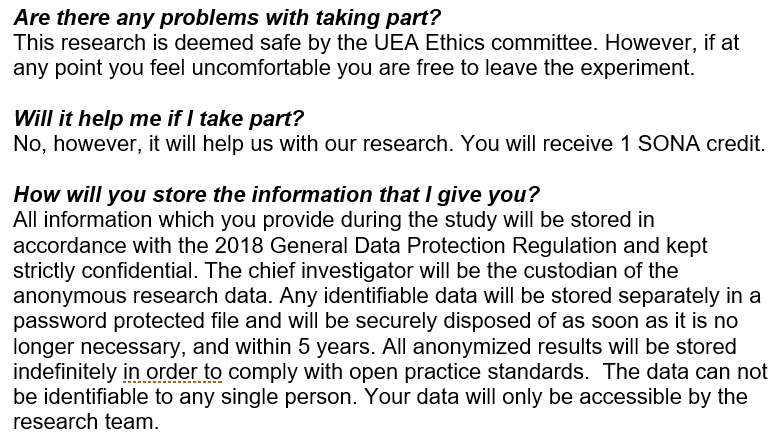 Are there any problems with taking part?
This research is deemed safe by the UEA Ethics committee. However, if at
any point you feel uncomfortable you are free to leave the experiment.
Will it help me if I take part?
No, however, it will help us with our research. You will receive 1 SONA credit.
How will you store the information that I give you?
All information which you provide during the study will be stored in
accordance with the 2018 General Data Protection Regulation and kept
strictly confidential. The chief investigator will be the custodian of the
anonymous research data. Any identifiable data will be stored separately in a
password protected file and will be securely disposed of as soon as it is no
longer necessary, and within 5 years. All anonymized results will be stored
indefinitely in order to comply with open practice standards.  The data can not
be identifiable to any single person. Your data will only be accessible by the
research team.